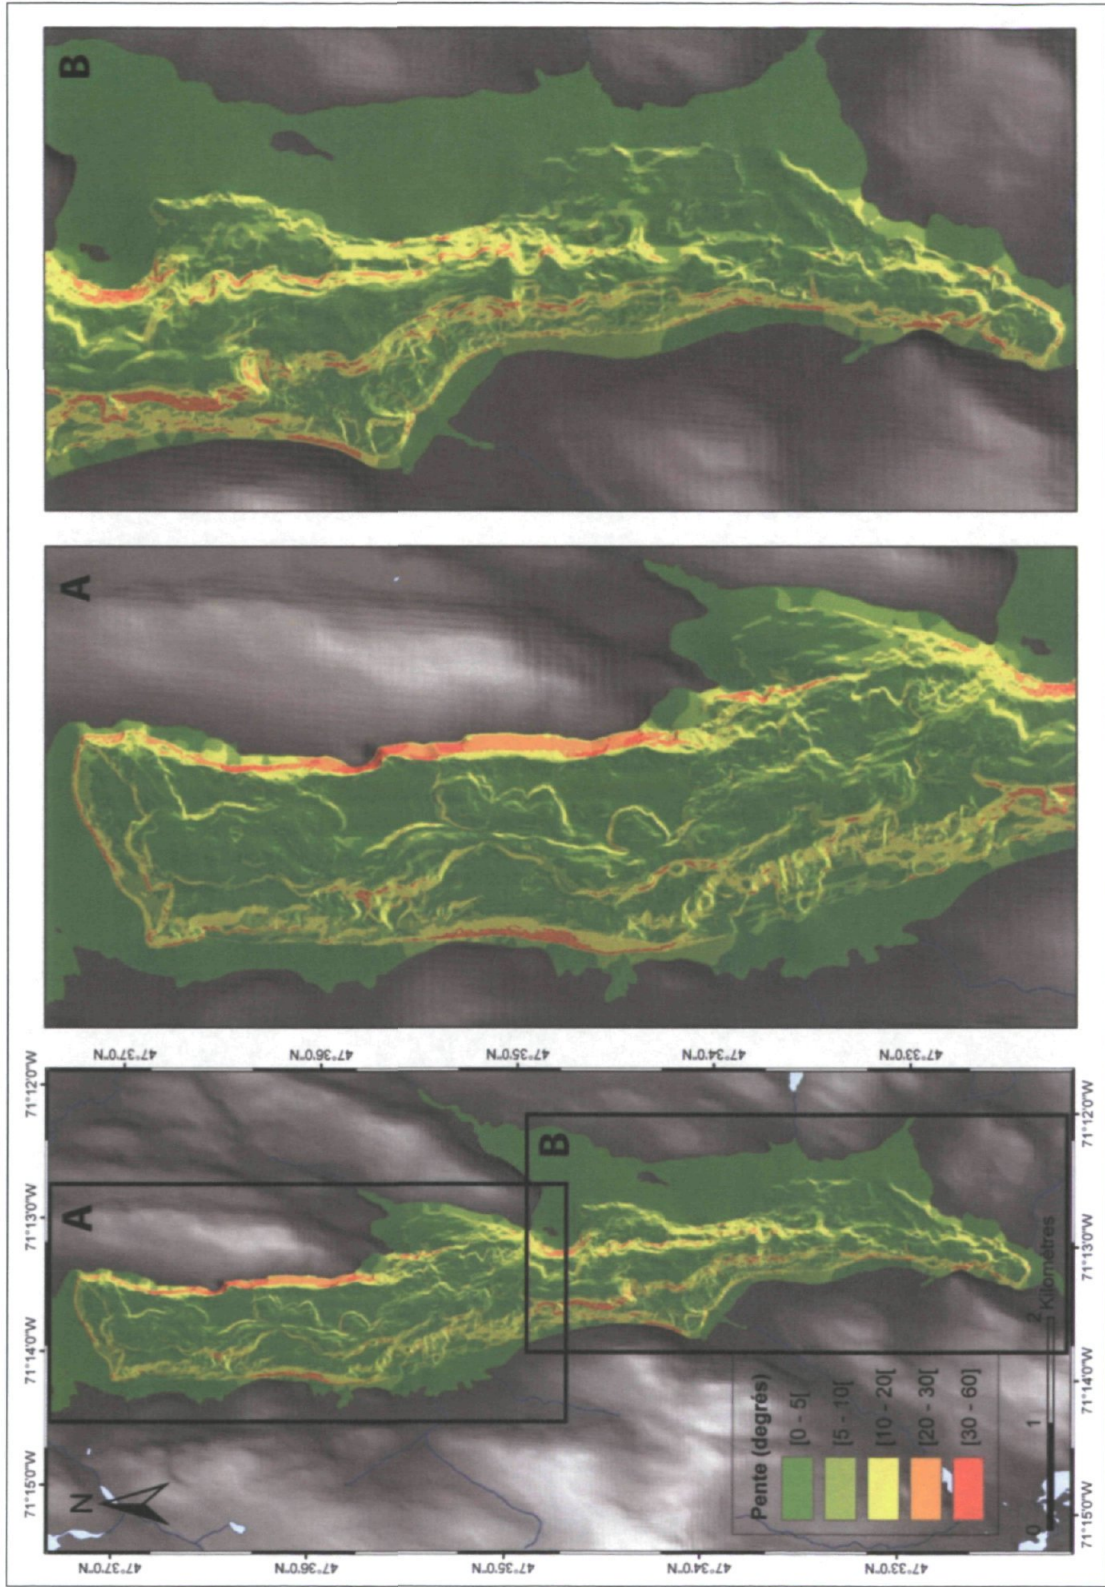 B
A
71°15'0"W
71°14'0"W
71°13'0"W
71°12'0"W
N
A
B
47°37'0"N
47°36'0"N
47°35'0"N
47°34'0"N
47°33'0"N
47°37'0"N
47°36'0"N
47°35'0"N
47°34'0"N
47°33'0"N
Pente (degrés)
[0 - 5[
[5 - 10[
[10 - 20[
[20 - 30[
[30 - 60]
0 1 2
Kilomètres
71°15'0"W
71°14'0"W
71°13'0"W
71°12'0"W